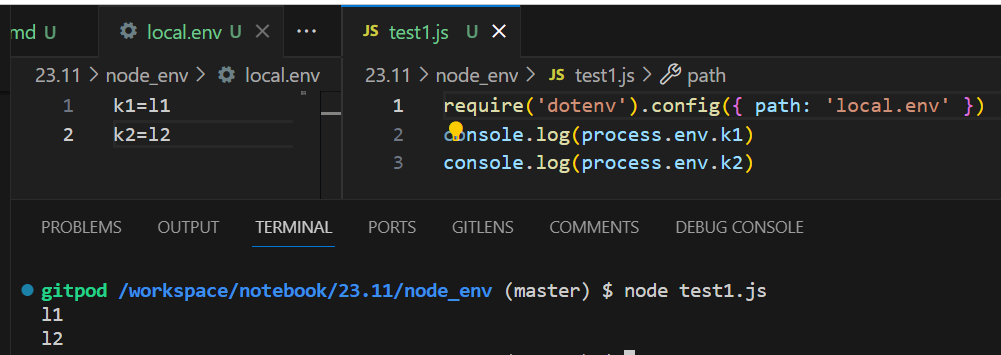 md U
local.env U
JS test1.js U
23.11 > node_env > local.env
1 k1=l1
2 k2=l2
23.11 > node_env > JS test1.js > path
1 require('dotenv').config({ path: 'local.env' })
2 console.log(process.env.k1)
3 console.log(process.env.k2)
PROBLEMS OUTPUT TERMINAL PORTS GITLENS COMMENTS DEBUG CONSOLE
gitpod /workspace/notebook/23.11/node_env (master) $ node test1.js
l1
l2